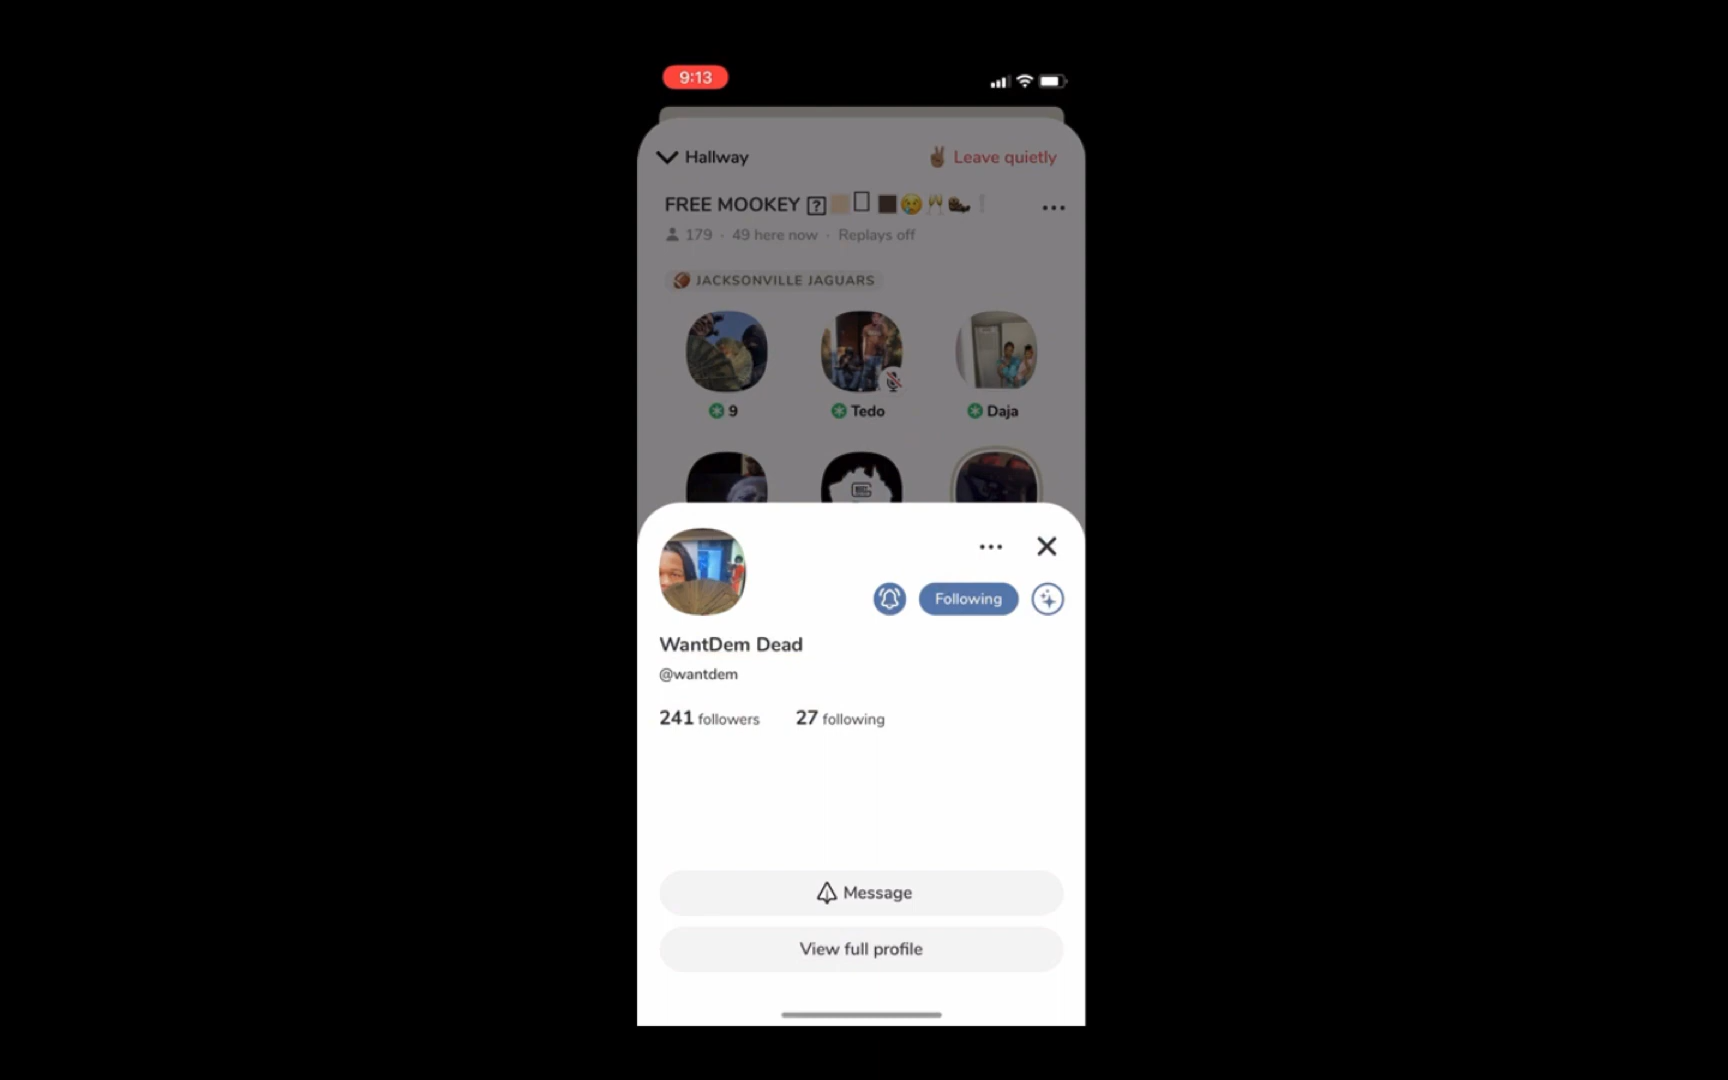 9:13
Hallway
✌🏽 Leave quietly
FREE MOOKEY
179 · 49 here now · Replays off
🏈 JACKSONVILLE JAGUARS
9
Tedo
Daja
Following
WantDem Dead
@wantdem
241 followers 27 following
Message
View full profile